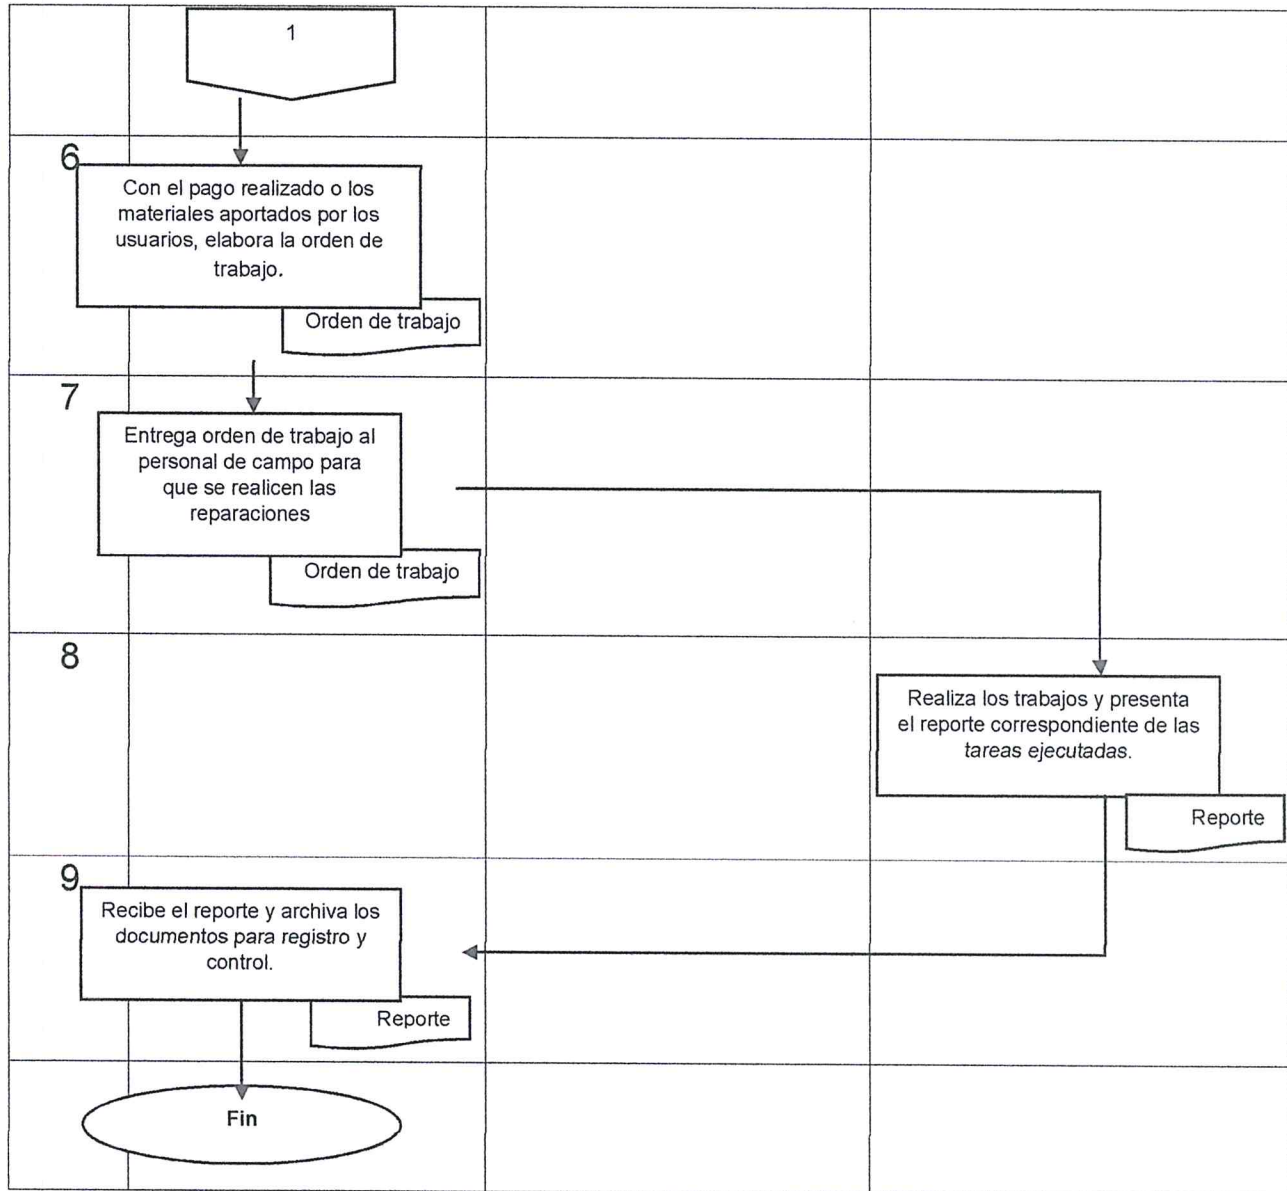 1
6
Con el pago realizado o los
materiales aportados por los
usuarios, elabora la orden de
trabajo.
Orden de trabajo
7
Entrega orden de trabajo al
personal de campo para
que se realicen las
reparaciones
Orden de trabajo
8
Realiza los trabajos y presenta
el reporte correspondiente de las
tareas ejecutadas.
Reporte
9
Recibe el reporte y archiva los
documentos para registro y
control.
Reporte
Fin